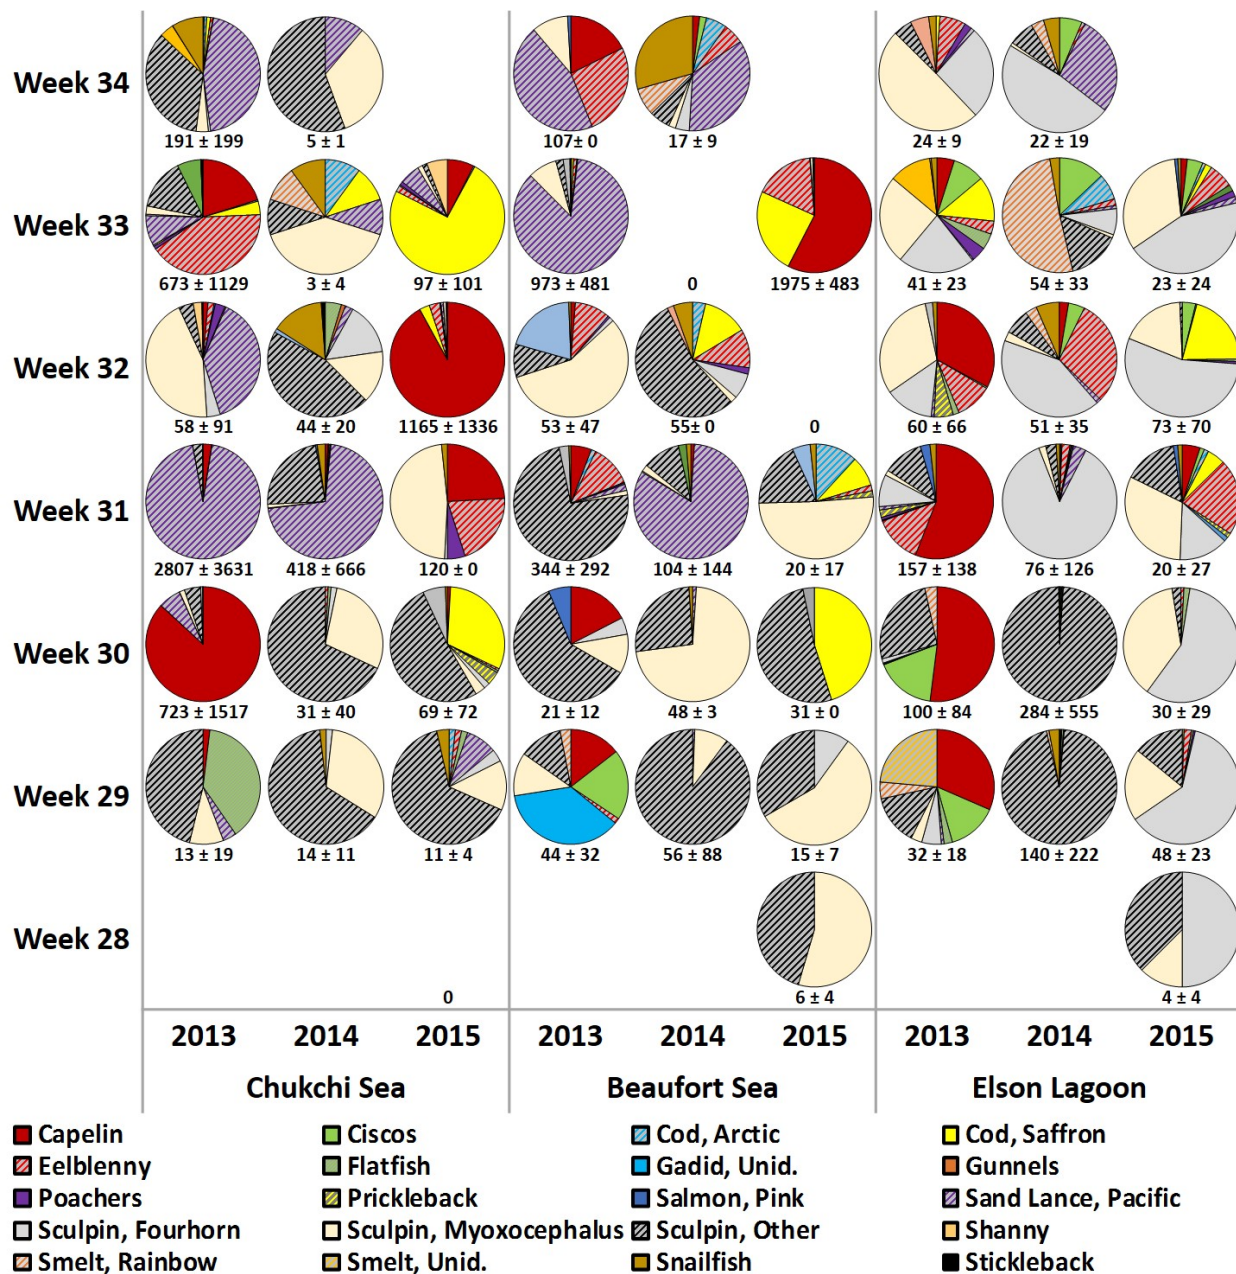 Week 34
191 ± 199
5 ± 1
107± 0
17 ± 9
24 ± 9
22 ± 19
Week 33
673 ± 1129
3 ± 4
97 ± 101
973 ± 481
0
1975 ± 483
41 ± 23
54 ± 33
23 ± 24
Week 32
58 ± 91
44 ± 20
1165 ± 1336
53 ± 47
55± 0
0
60 ± 66
51 ± 35
73 ± 70
Week 31
2807 ± 3631
418 ± 666
120 ± 0
344 ± 292
104 ± 144
20 ± 17
157 ± 138
76 ± 126
20 ± 27
Week 30
723 ± 1517
31 ± 40
69 ± 72
21 ± 12
48 ± 3
31 ± 0
100 ± 84
284 ± 555
30 ± 29
Week 29
13 ± 19
14 ± 11
11 ± 4
44 ± 32
56 ± 88
15 ± 7
32 ± 18
140 ± 222
48 ± 23
Week 28
0
6 ± 4
4 ± 4
2013 2014 2015 2013 2014 2015 2013 2014 2015
Chukchi Sea Beaufort Sea Elson Lagoon
Capelin Ciscos Cod, Arctic Cod, Saffron
Eelblenny Flatfish Gadid, Unid. Gunnels
Poachers Prickleback Salmon, Pink Sand Lance, Pacific
Sculpin, Fourhorn Sculpin, Myoxocephalus Sculpin, Other Shanny
Smelt, Rainbow Smelt, Unid. Snailfish Stickleback